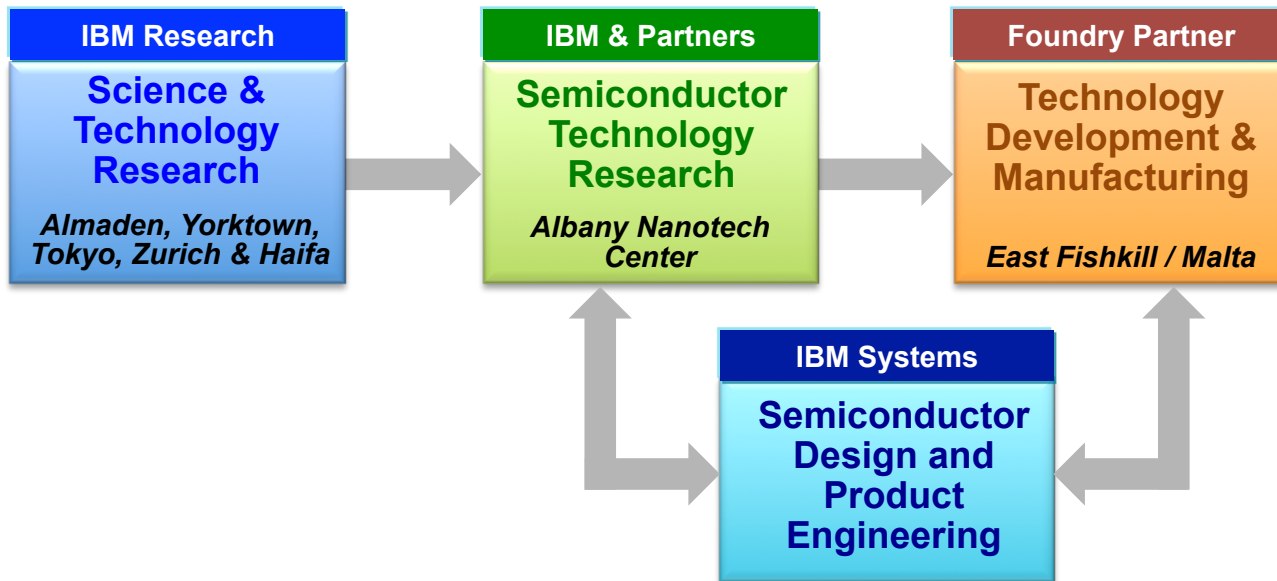 IBM Research
Science &
Technology
Research
Almaden, Yorktown,
Tokyo, Zurich & Haifa
IBM & Partners
Semiconductor
Technology
Research
Albany Nanotech
Center
Foundry Partner
Technology
Development &
Manufacturing
East Fishkill / Malta
IBM Systems
Semiconductor
Design and
Product
Engineering